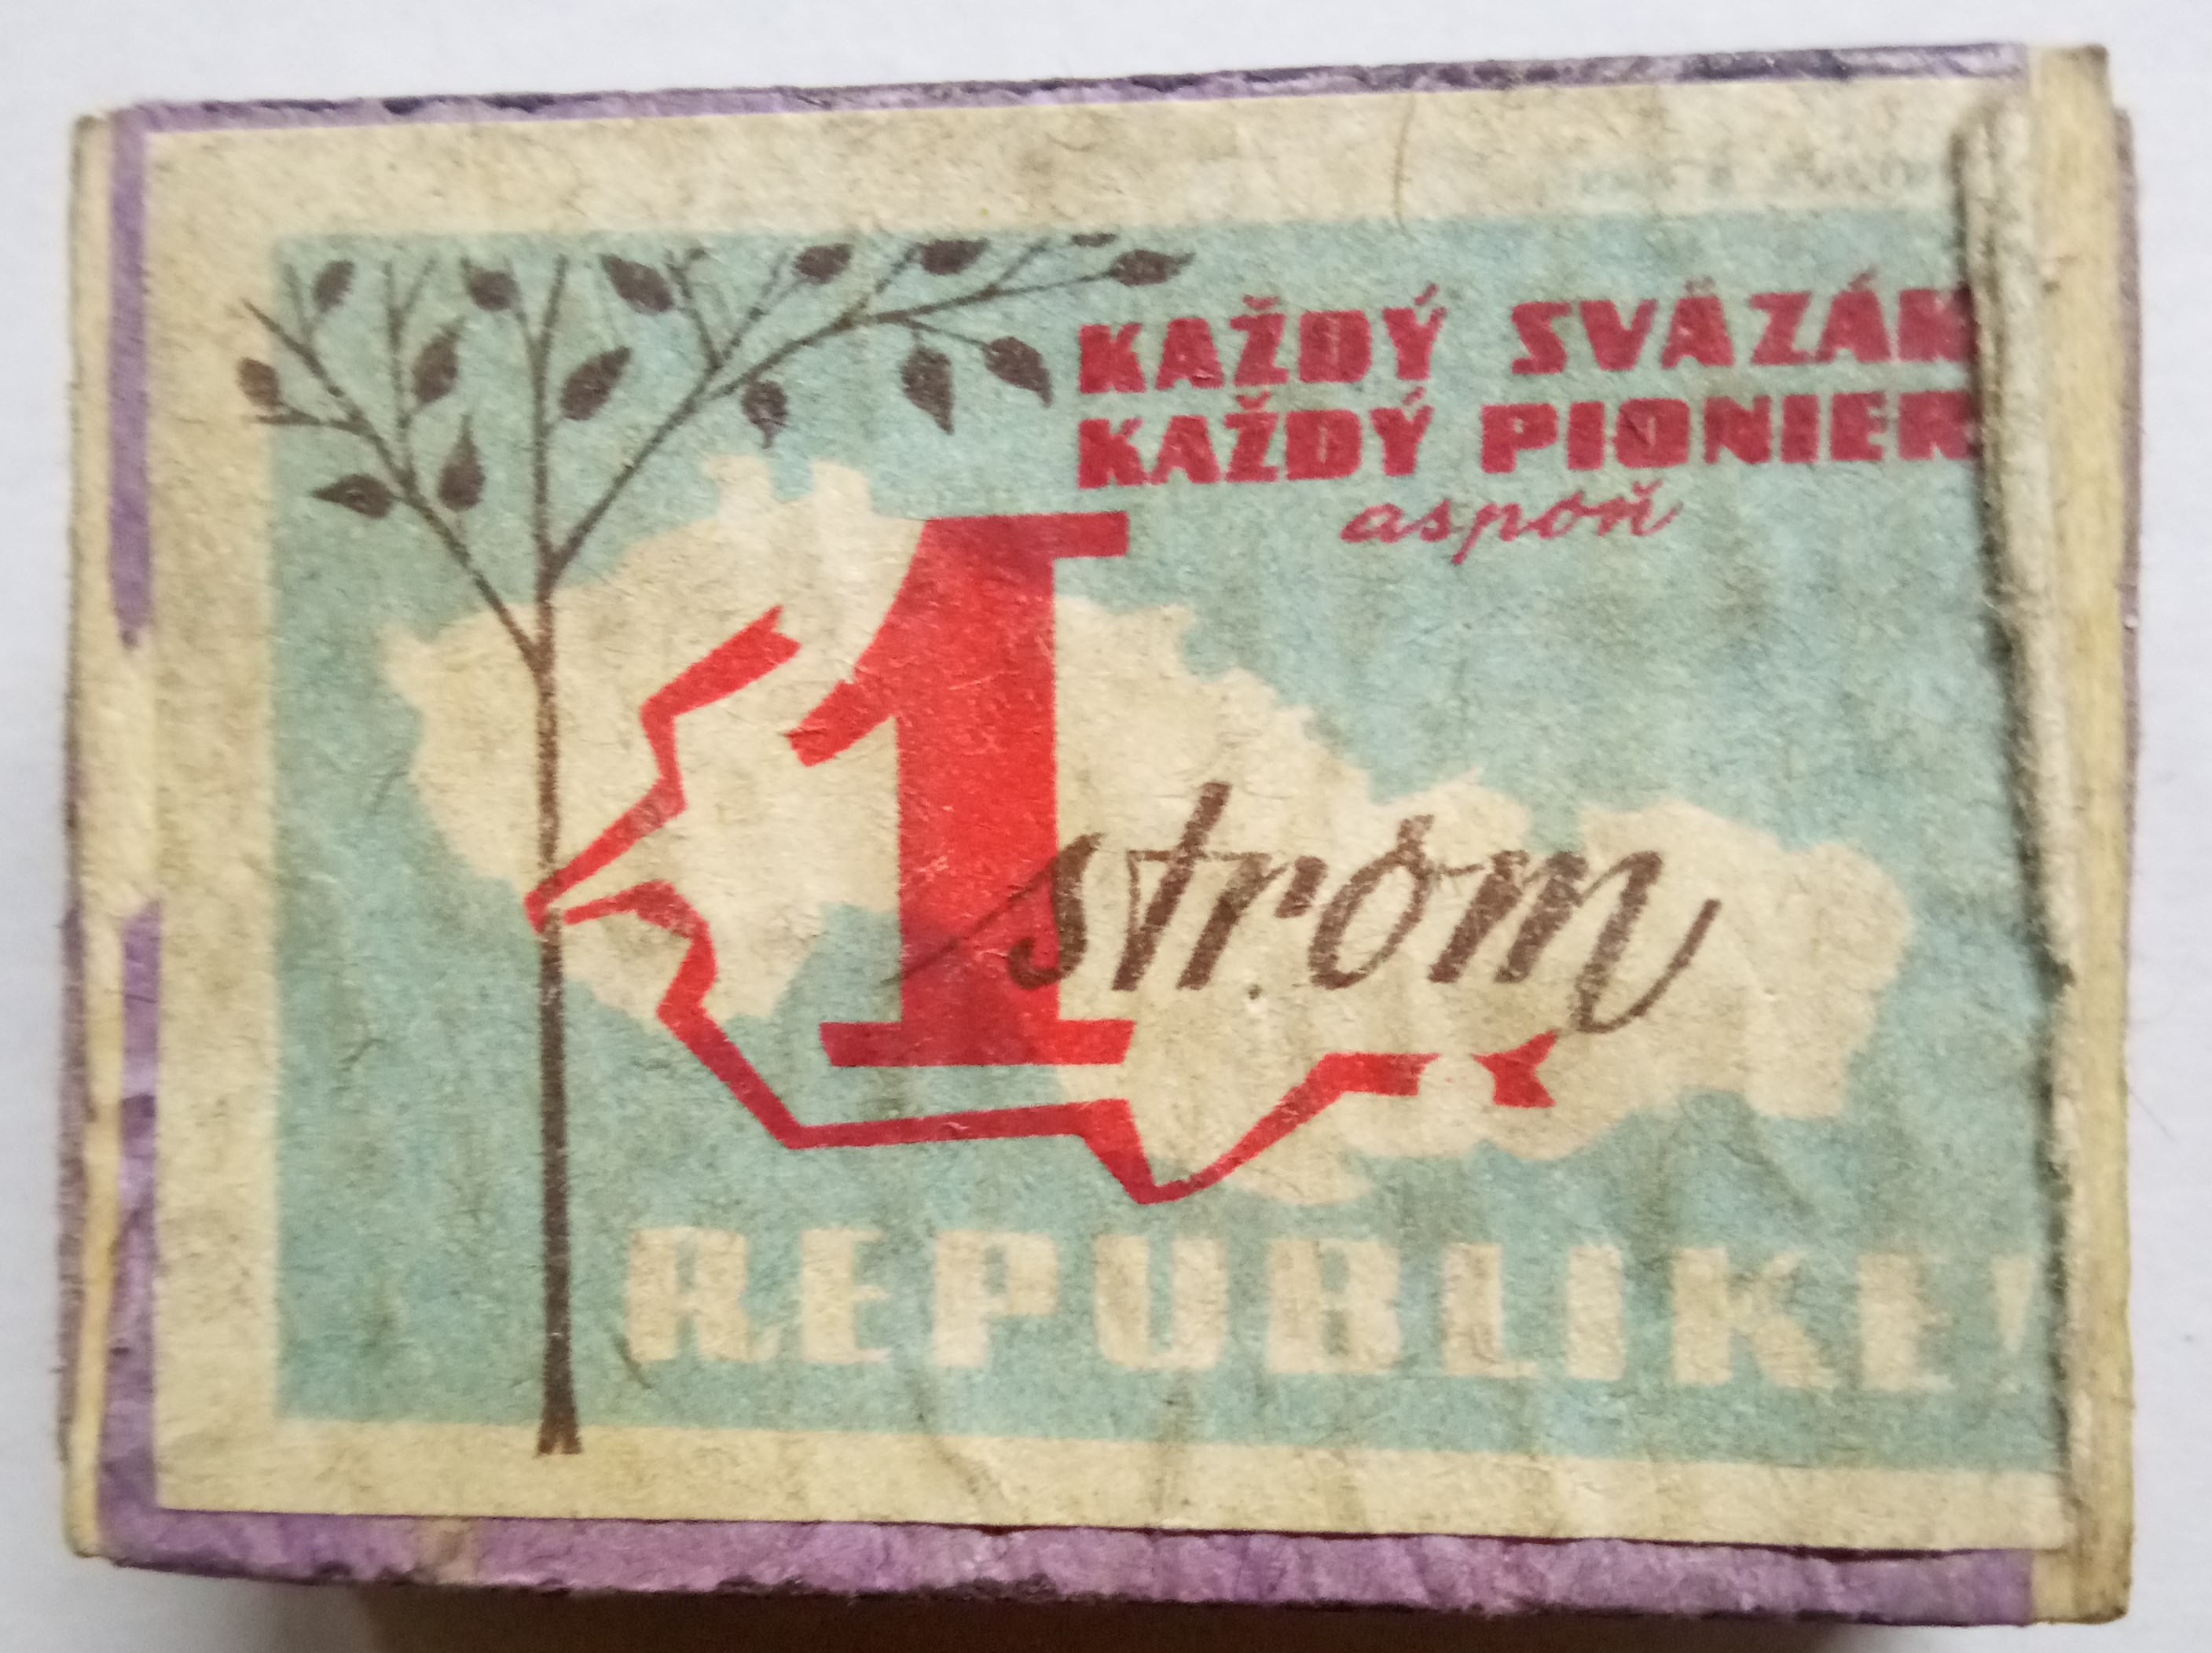 KAŽDÝ SVÄZÁK
KAŽDÝ PIONIER
aspoň
1 strom
REPUBLIKE!